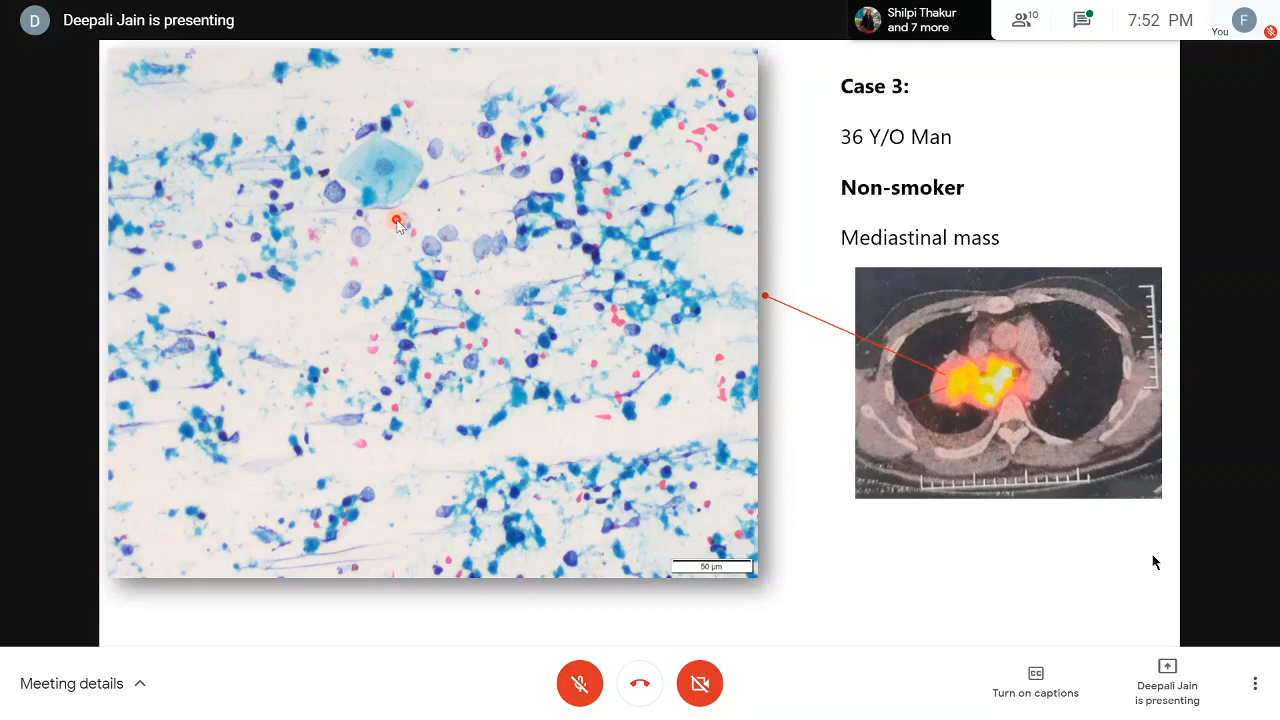 D
Deepali Jain is presenting
Shilpi Thakur
and 7 more
10
7:52 PM
You
F
Case 3:
36 Y/O Man
Non-smoker
Mediastinal mass
50 µm
Meeting details
CC
Turn on captions
Deepali Jain
is presenting